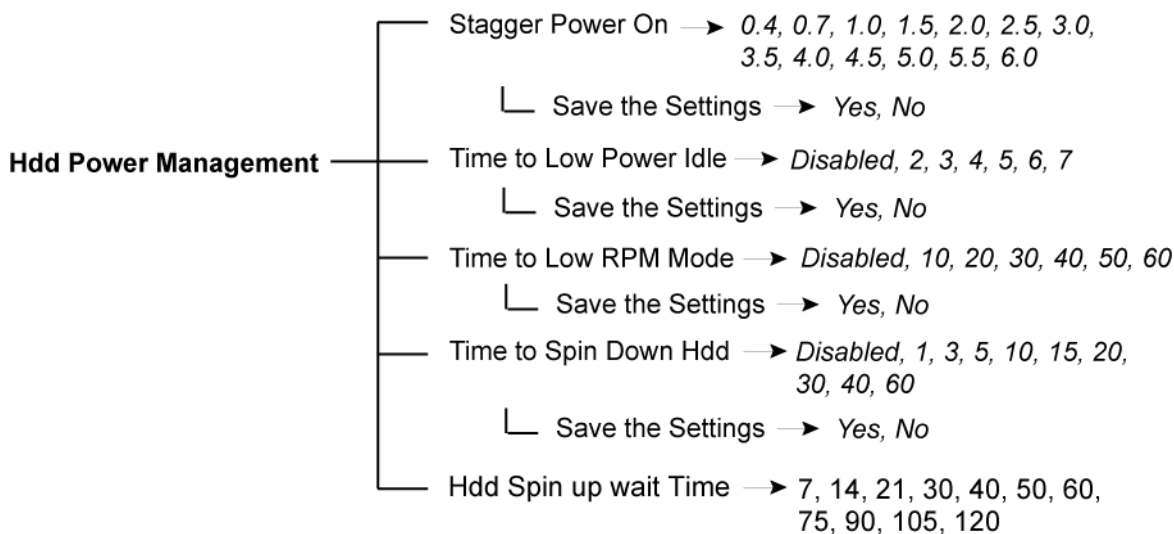 Stagger Power On 0.4, 0.7, 1.0, 1.5, 2.0, 2.5, 3.0,
3.5, 4.0, 4.5, 5.0, 5.5, 6.0
Save the Settings Yes, No
Hdd Power Management
Time to Low Power Idle Disabled, 2, 3, 4, 5, 6, 7
Save the Settings Yes, No
Time to Low RPM Mode Disabled, 10, 20, 30, 40, 50, 60
Save the Settings Yes, No
Time to Spin Down Hdd Disabled, 1, 3, 5, 10, 15, 20,
30, 40, 60
Save the Settings Yes, No
Hdd Spin up wait Time 7, 14, 21, 30, 40, 50, 60,
75, 90, 105, 120